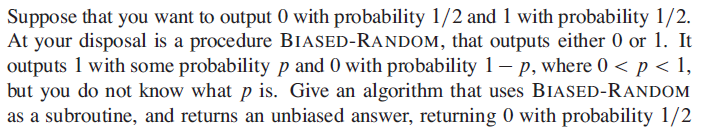 Suppose that you want to output 0 with probability 1/2 and 1 with probability 1/2.
At your disposal is a procedure BIASED-RANDOM, that outputs either 0 or 1. It
outputs 1 with some probability p and 0 with probability 1 − p, where 0 < p < 1,
but you do not know what p is. Give an algorithm that uses BIASED-RANDOM
as a subroutine, and returns an unbiased answer, returning 0 with probability 1/2